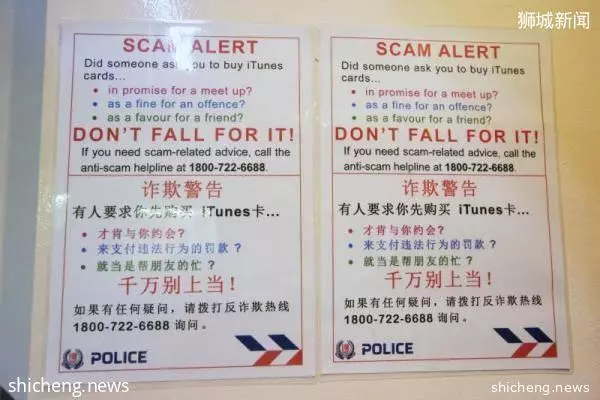 狮城新闻
SCAM ALERT
Did someone ask you to buy iTunes
cards...
• in promise for a meet up?
• as a fine for an offence?
• as a favour for a friend?
DON'T FALL FOR IT!
If you need scam-related advice, call the
anti-scam helpline at 1800-722-6688.
诈欺警告
有人要求你先购买 iTunes卡...
• 才肯与你约会?
• 来支付违法行为的罚款?
• 就当是帮朋友的忙?
千万别上当!
如果有任何疑问,请拨打反诈欺热线
1800-722-6688 询问。
POLICE
SCAM ALERT
Did someone ask you to buy iTunes
cards...
• in promise for a meet up?
• as a fine for an offence?
• as a favour for a friend?
DON'T FALL FOR IT!
If you need scam-related advice, call the
anti-scam helpline at 1800-722-6688.
诈欺警告
有人要求你先购买 iTunes卡...
• 才肯与你约会?
• 来支付违法行为的罚款?
• 就当是帮朋友的忙?
千万别上当!
如果有任何疑问,请拨打反诈欺热线
1800-722-6688 询问。
POLICE
shicheng.news
shicheng.news